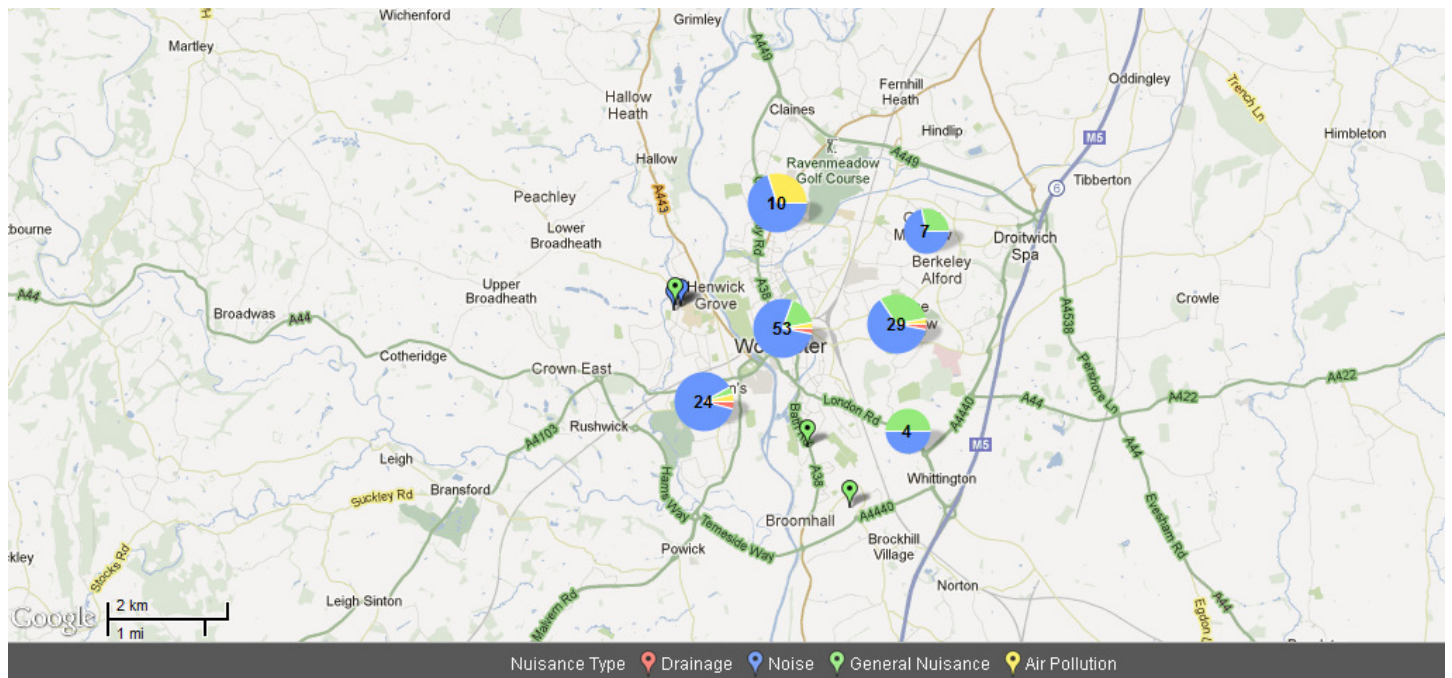 Wichenford
Grimley
Martley
A449
Oddingley
Fernhill
Heath
Trench Ln
Hallow
Heath
Claines
Hindlip
Himbleton
M5
Hallow
Ravenmeadow
Golf Course
A449
Tibberton
6
Peachley
A443
10
7
Lower
Broadheath
Rd
Droitwich
Spa
Berkeley
Alford
A44
Upper
Broadheath
Henwick
Grove
A38
Crowle
Broadwas
A44
A4538
53
29
Cotheridge
Crown East
Pershore Ln
A422
A422
24
London Rd
A4440
A44
Rushwick
A4103
4
M5
A44
Leigh
A38
Whittington
Suckley Rd
Bransford
Broomhall
A4440
Evesham Rd
Temeside Way
Powick
Brockhill
Village
Stocks Rd
Norton
Leigh Sinton
Malvern Rd
A44
Google
2 km
1 mi
Nuisance Type Drainage Noise General Nuisance Air Pollution